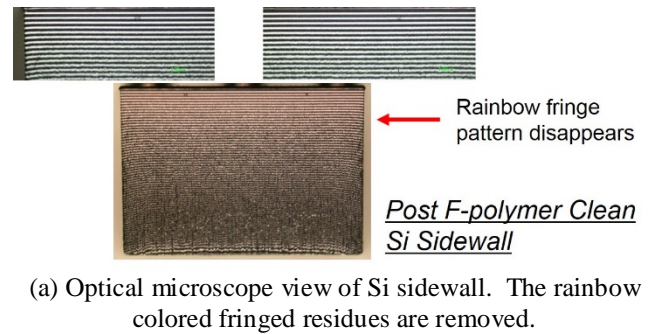 Rainbow fringe
pattern disappears
Post F-polymer Clean
Si Sidewall
(a) Optical microscope view of Si sidewall. The rainbow
colored fringed residues are removed.